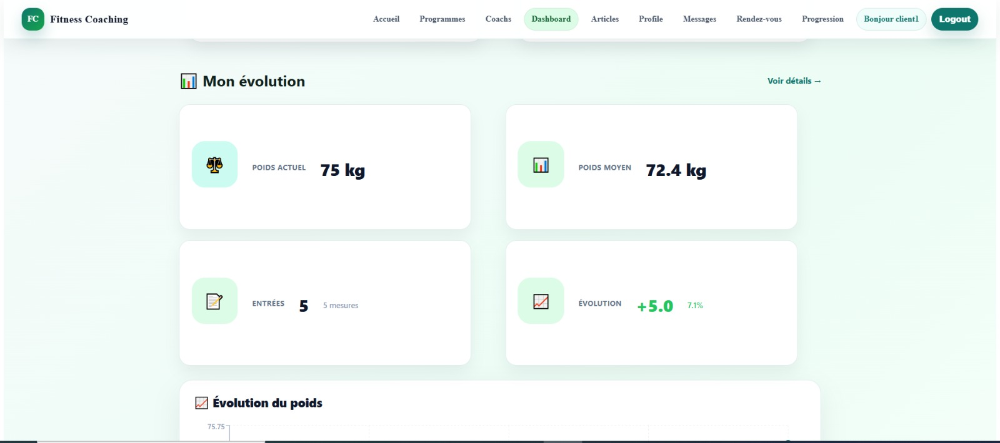 FC Fitness Coaching Accueil Programmes Coachs Dashboard Articles Profile Messages Rendez-vous Progression Bonjour client1 Logout
Mon évolution Voir détails →
POIDS ACTUEL 75 kg POIDS MOYEN 72.4 kg
ENTRÉES 5 5 mesures ÉVOLUTION +5.0 7.1%
Évolution du poids
75.75